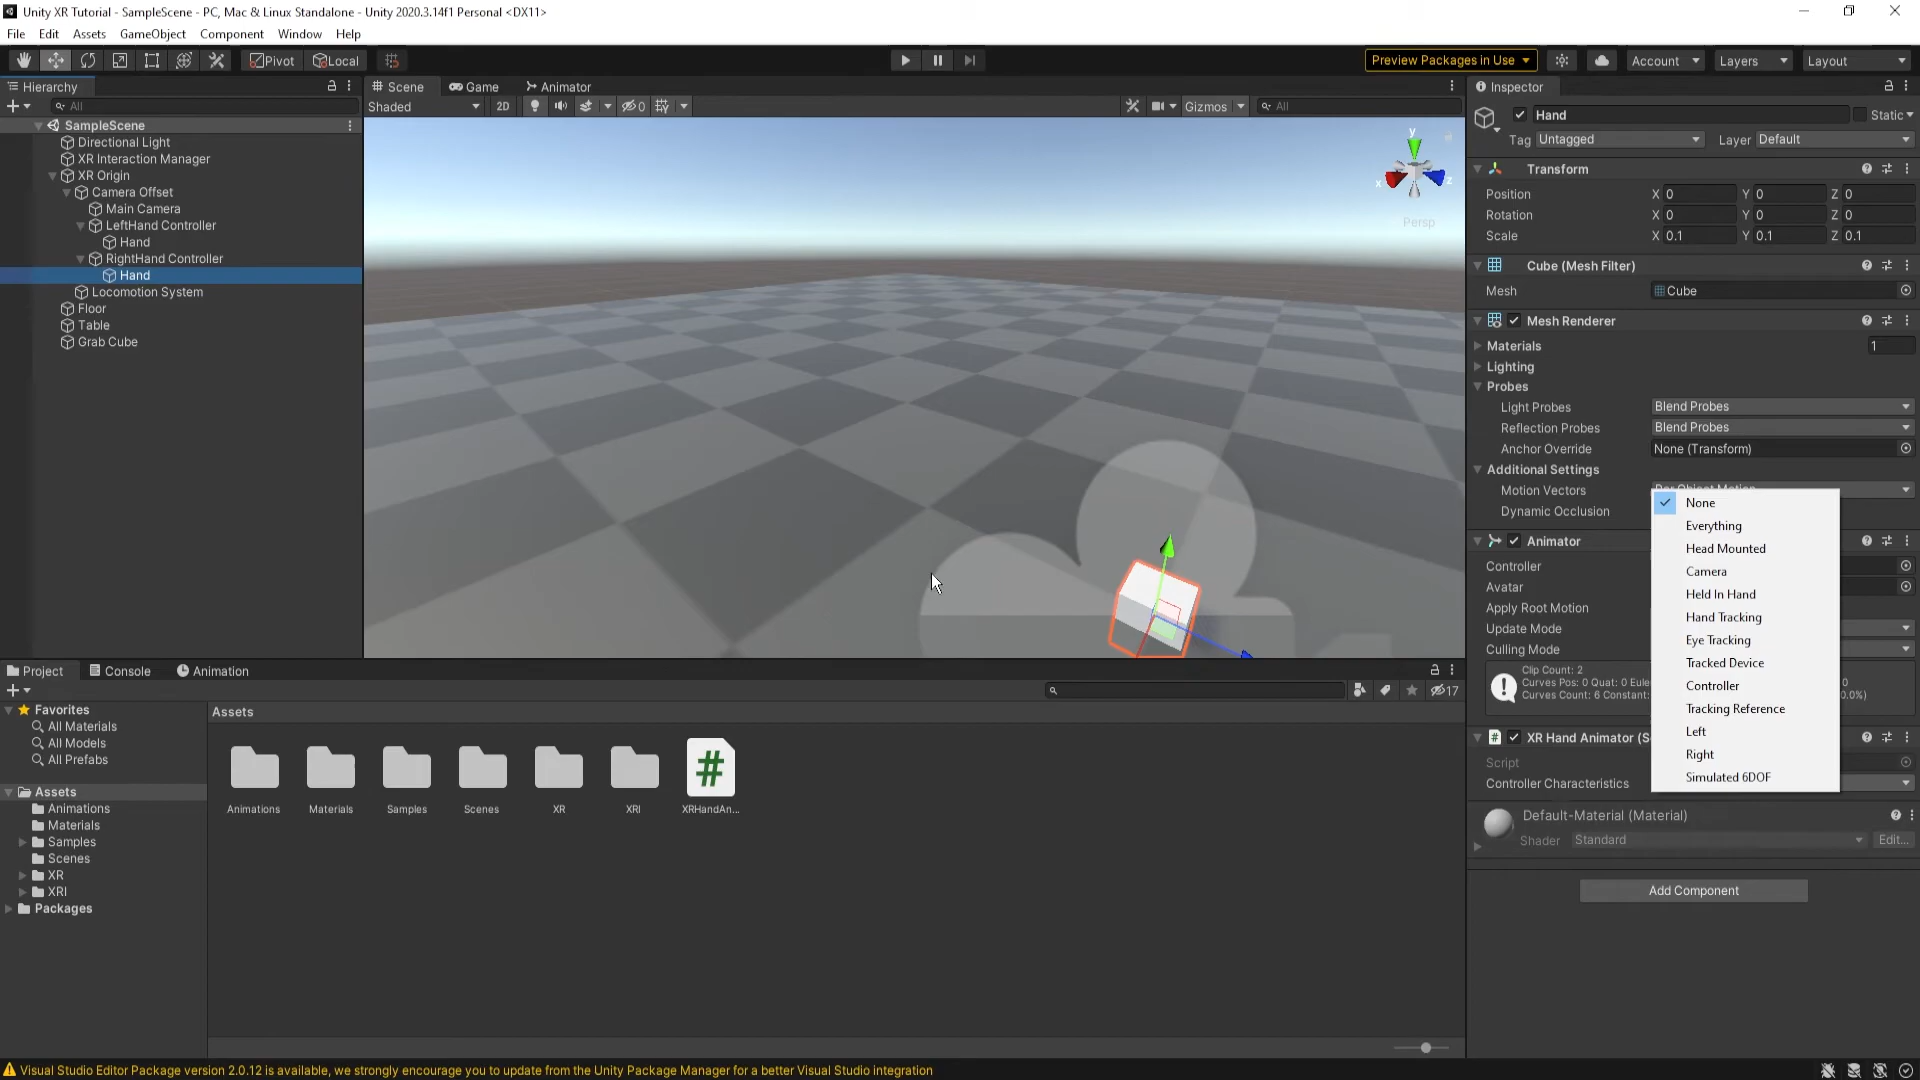 Unity XR Tutorial - SampleScene - PC, Mac & Linux Standalone - Unity 2020.3.14f1 Personal <DX11>
File Edit Assets GameObject Component Window Help
Pivot Local Preview Packages in Use Account Layers Layout
Hierarchy
All
SampleScene
Directional Light
XR Interaction Manager
XR Origin
Camera Offset
Main Camera
LeftHand Controller
Hand
RightHand Controller
Hand
Locomotion System
Floor
Table
Grab Cube
Scene Game Animator
Shaded 2D 0 Gizmos All
y
x z
Persp
Inspector
Hand Static
Tag Untagged Layer Default
Transform
Position X 0 Y 0 Z 0
Rotation X 0 Y 0 Z 0
Scale X 0.1 Y 0.1 Z 0.1
Cube (Mesh Filter)
Mesh Cube
Mesh Renderer
Materials 1
Lighting
Probes
Light Probes Blend Probes
Reflection Probes Blend Probes
Anchor Override None (Transform)
Additional Settings
Motion Vectors Per Object Motion
Dynamic Occlusion
Animator
Controller
Avatar
Apply Root Motion
Update Mode
Culling Mode
Clip Count: 2
Curves Pos: 0 Quat: 0 Eule 0
Curves Count: 6 Constant: 0.0%)
XR Hand Animator (S
Script
Controller Characteristics
None
Everything
Head Mounted
Camera
Held In Hand
Hand Tracking
Eye Tracking
Tracked Device
Controller
Tracking Reference
Left
Right
Simulated 6DOF
Default-Material (Material)
Shader Standard Edit...
Add Component
Project Console Animation
17
Favorites
All Materials
All Models
All Prefabs
Assets
Animations
Materials
Samples
Scenes
XR
XRI
Packages
Assets
Animations Materials Samples Scenes XR XRI XRHandAn...
Visual Studio Editor Package version 2.0.12 is available, we strongly encourage you to update from the Unity Package Manager for a better Visual Studio integration